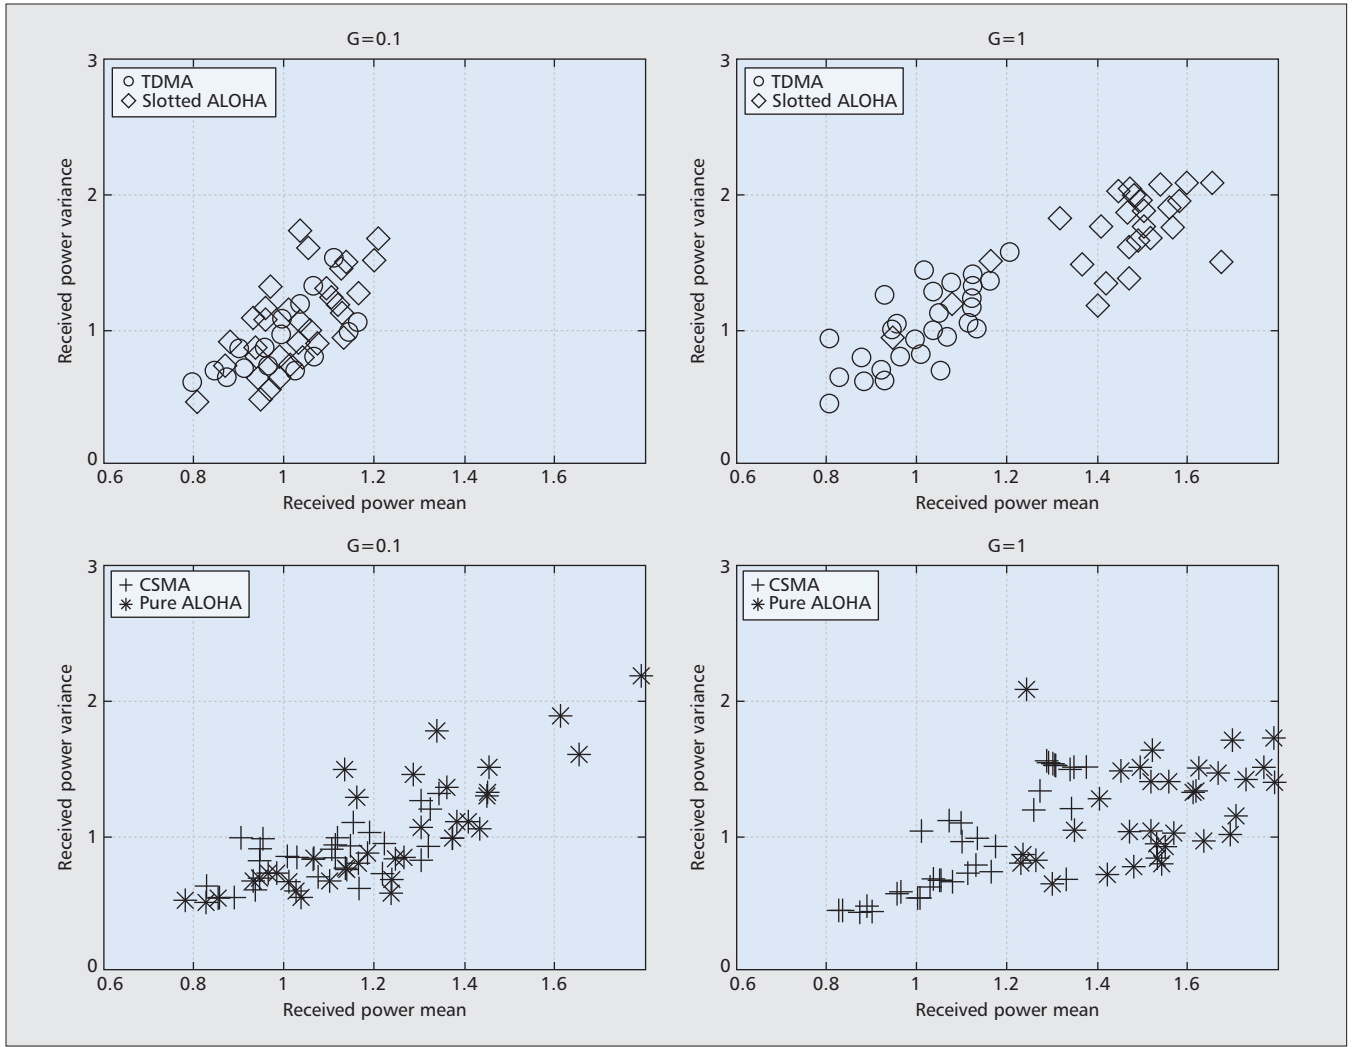 G=0.1
3
2
1
0
TDMA
Slotted ALOHA
Received power variance
0.6 0.8 1 1.2 1.4 1.6
Received power mean
G=1
3
2
1
0
TDMA
Slotted ALOHA
Received power variance
0.6 0.8 1 1.2 1.4 1.6
Received power mean
G=0.1
3
2
1
0
CSMA
Pure ALOHA
Received power variance
0.6 0.8 1 1.2 1.4 1.6
Received power mean
G=1
3
2
1
0
CSMA
Pure ALOHA
Received power variance
0.6 0.8 1 1.2 1.4 1.6
Received power mean